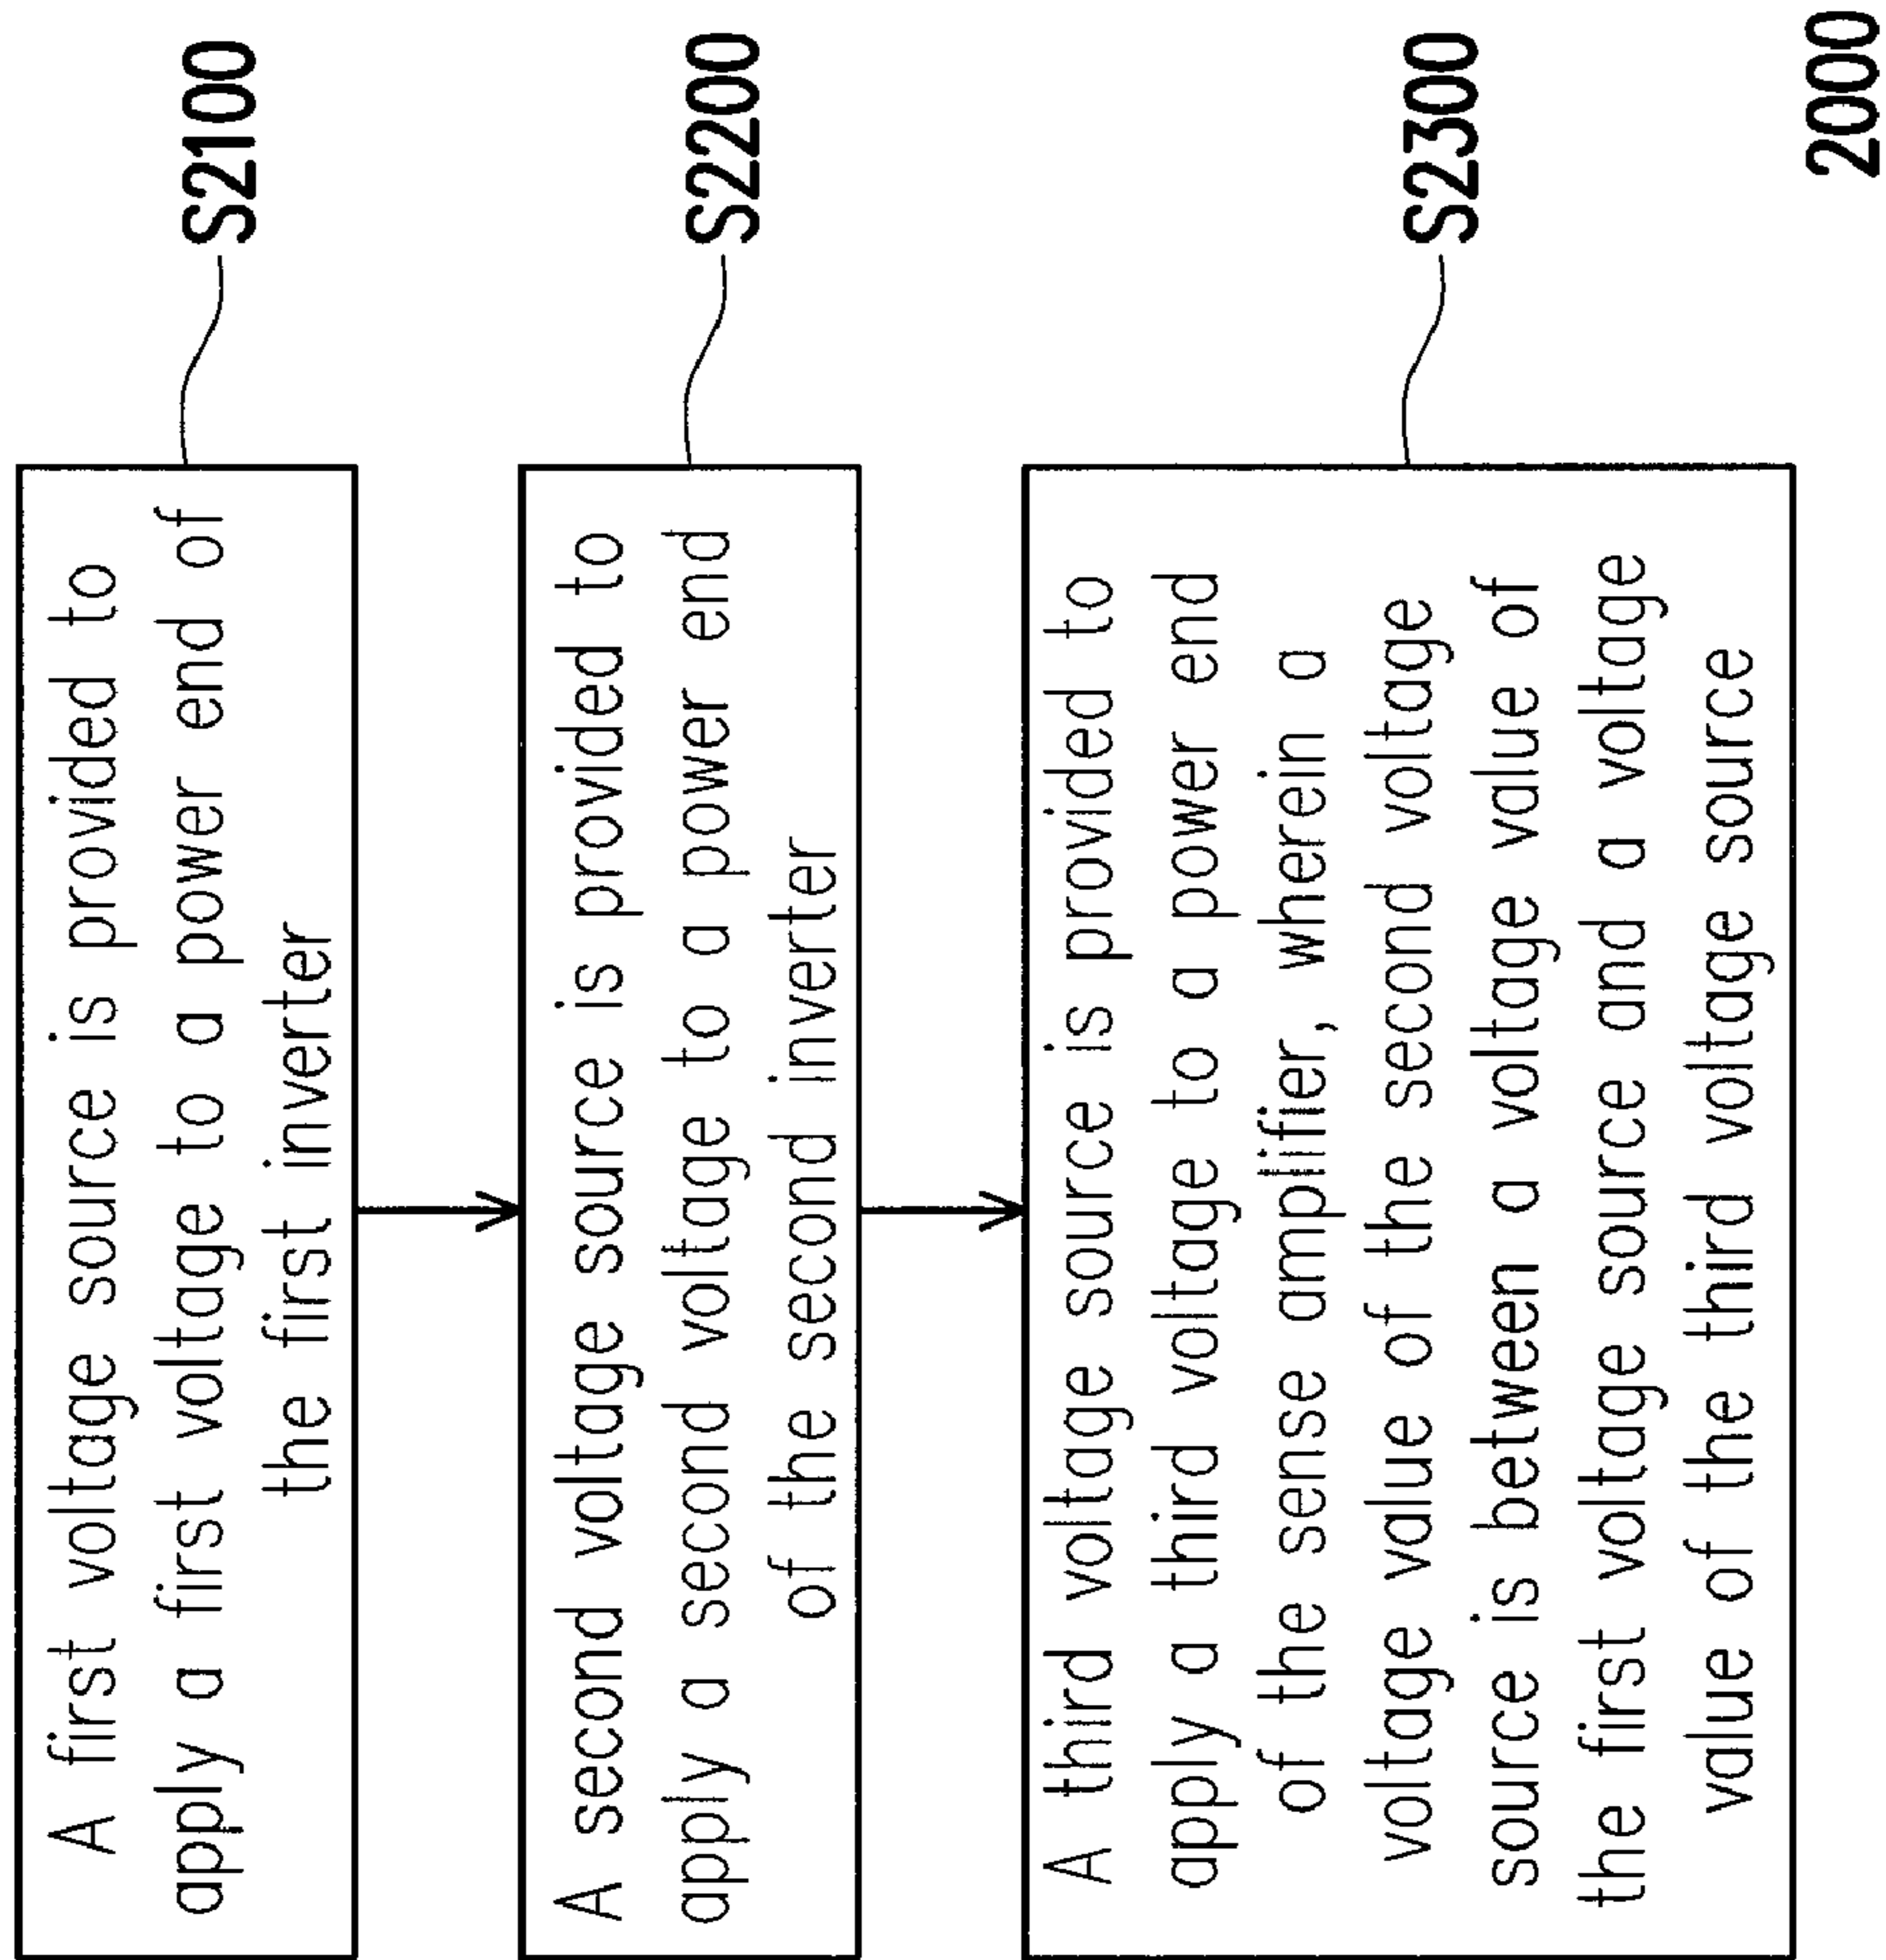 A first voltage source is provided to
apply a first voltage to a power end of
the first inverter
S2100
A second voltage source is provided to
apply a second voltage to a power end
of the second inverter
S2200
A third voltage source is provided to
apply a third voltage to a power end
of the sense amplifier, wherein a
voltage value of the second voltage
source is between a voltage value of
the first voltage source and a voltage
value of the third voltage source
S2300
2000